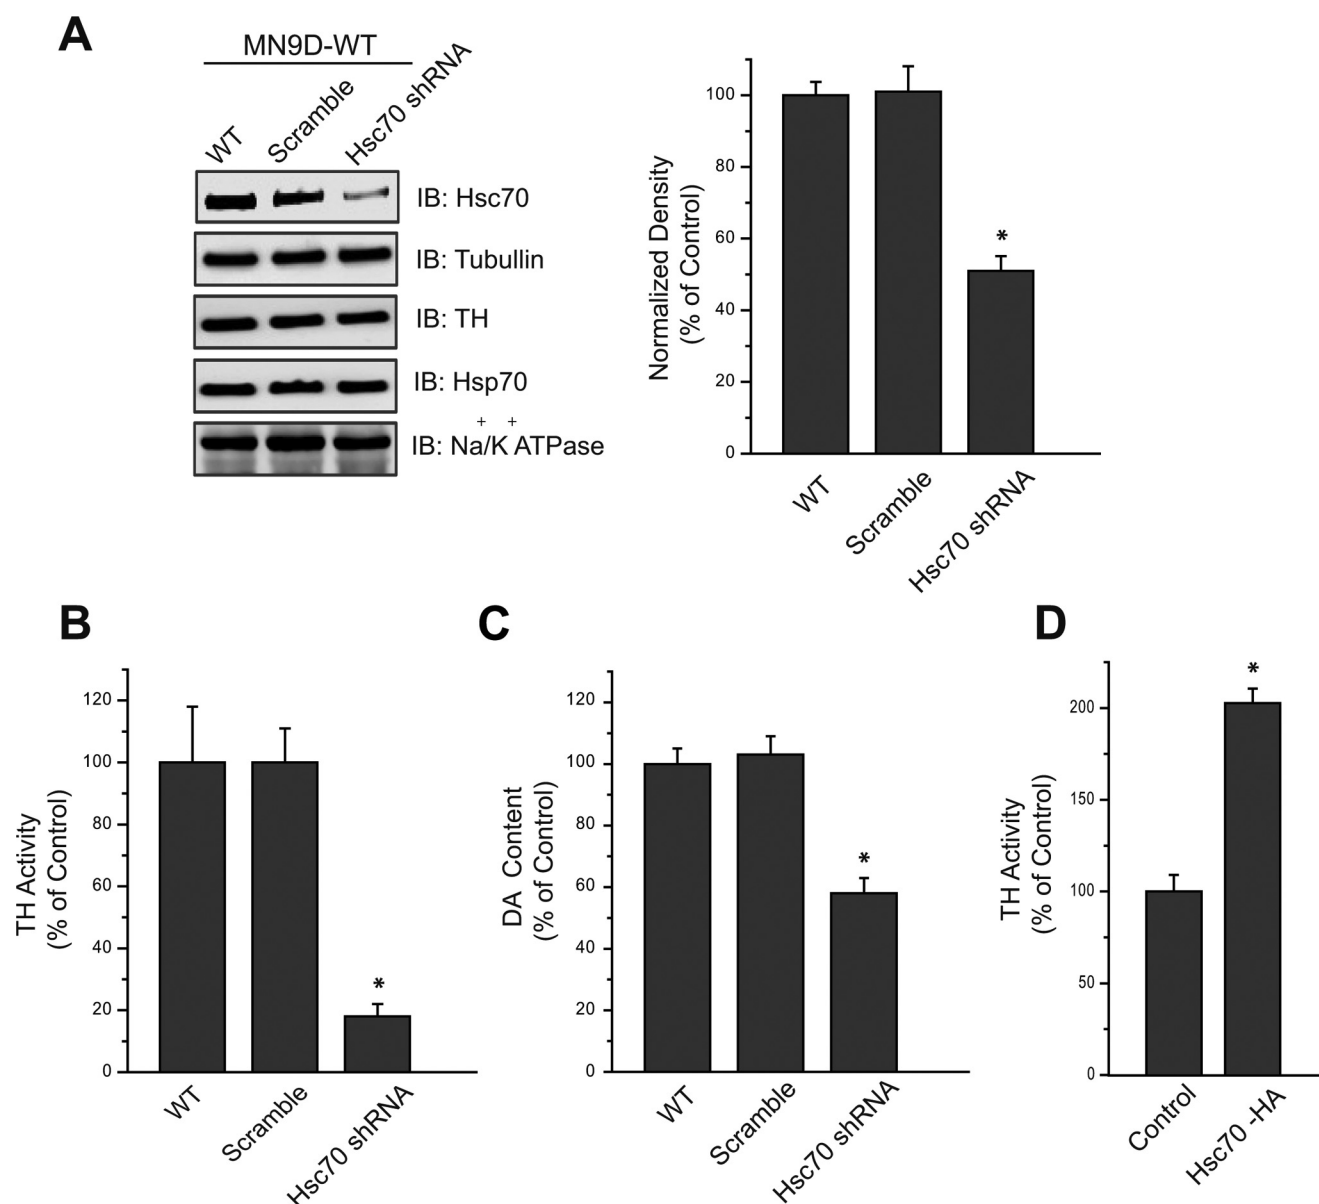 A
MN9D-WT
WT
Scramble
Hsc70 shRNA
IB: Hsc70
IB: Tubullin
IB: TH
IB: Hsp70
+ +
IB: Na/K ATPase
Normalized Density
(% of Control)
100
80
60
40
20
0
*
WT
Scramble
Hsc70 shRNA
B
TH Activity
(% of Control)
120
100
80
60
40
20
0
*
WT
Scramble
Hsc70 shRNA
C
DA Content
(% of Control)
120
100
80
60
40
20
0
*
WT
Scramble
Hsc70 shRNA
D
TH Activity
(% of Control)
200
150
100
50
0
*
Control
Hsc70 -HA